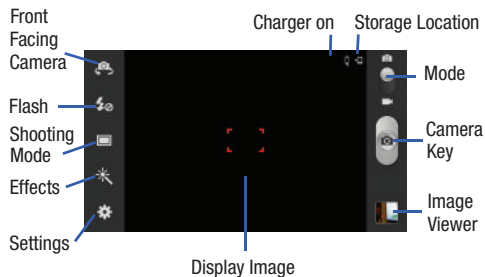 Front
Facing
Camera
Charger on
Storage Location
Mode
Flash
Shooting
Mode
Camera
Key
Effects
Image
Viewer
Settings
Display Image